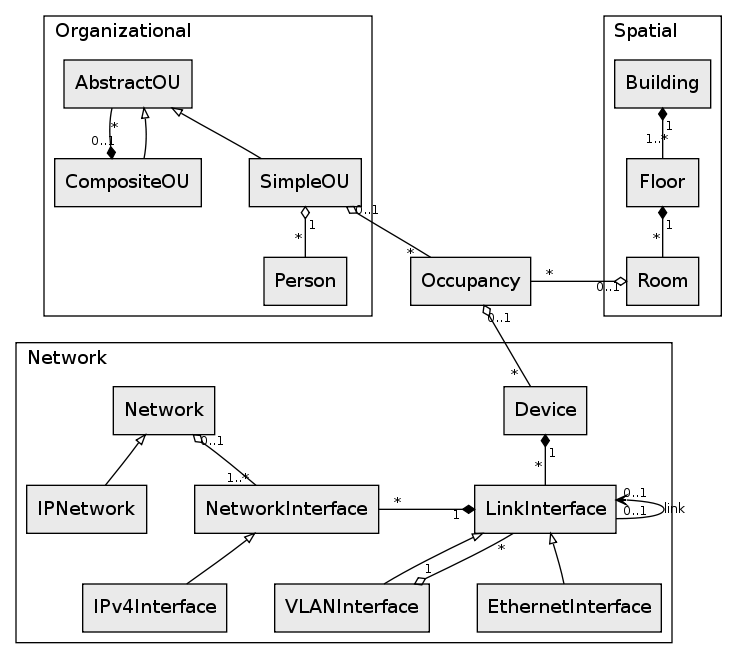 Organizational
Spatial
AbstractOU
Building
*
1
0..1
1..*
CompositeOU
SimpleOU
Floor
0..1
1
1
*
*
*
Person
Occupancy
*
0..1
Room
0..1
Network
*
Network
Device
0..1
1
1..*
*
IPNetwork
NetworkInterface
*
1
LinkInterface
0..1
0..1
link
*
1
IPv4Interface
VLANInterface
EthernetInterface